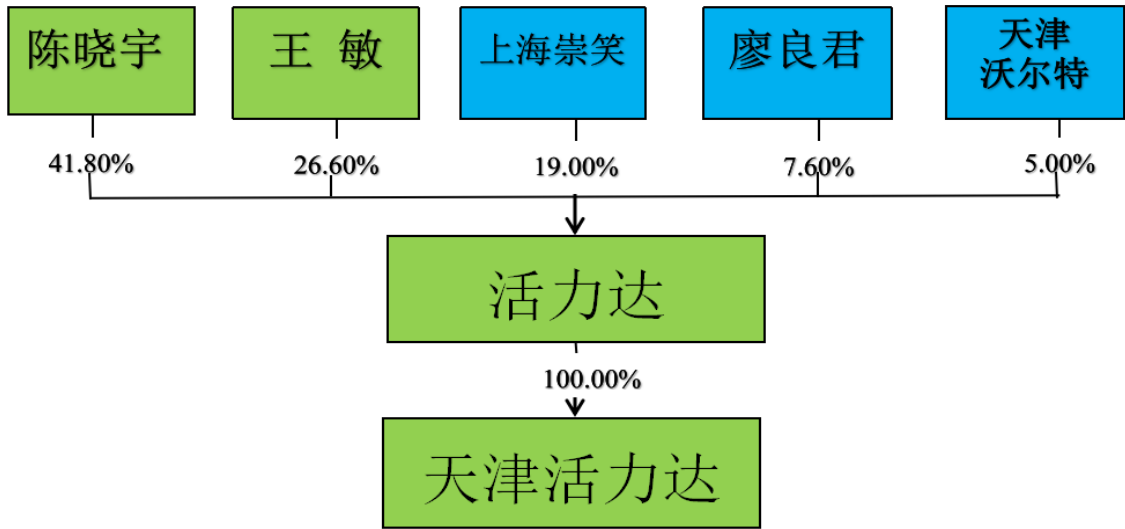 陈晓宇
王 敏
上海崇笑
廖良君
天津
沃尔特
41.80%
26.60%
19.00%
7.60%
5.00%
活力达
100.00%
天津活力达